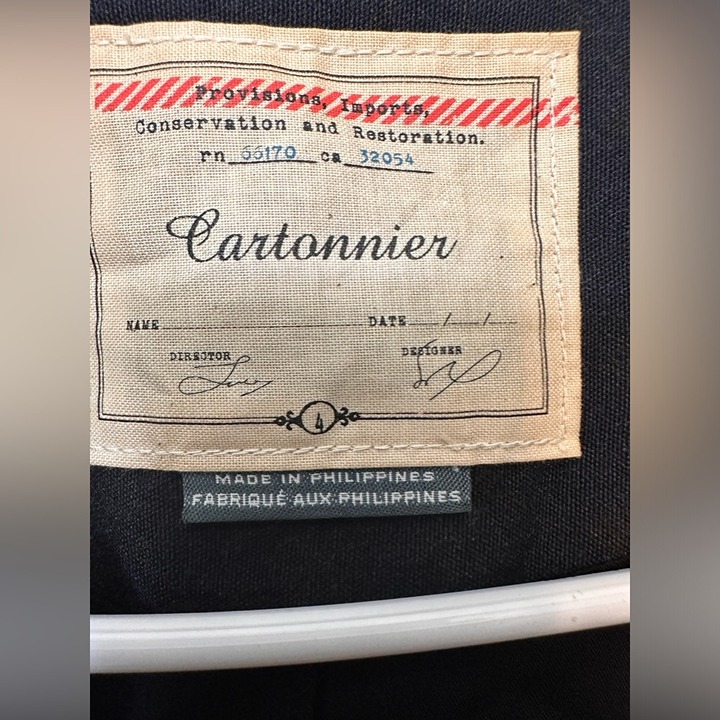 Provisions, Imports,
Conservation and Restoration.
rn 66170 ca 32054
Cartonnier
NAME DATE / /
DIRECTOR DESIGNER
4
MADE IN PHILIPPINES
FABRIQUÉ AUX PHILIPPINES